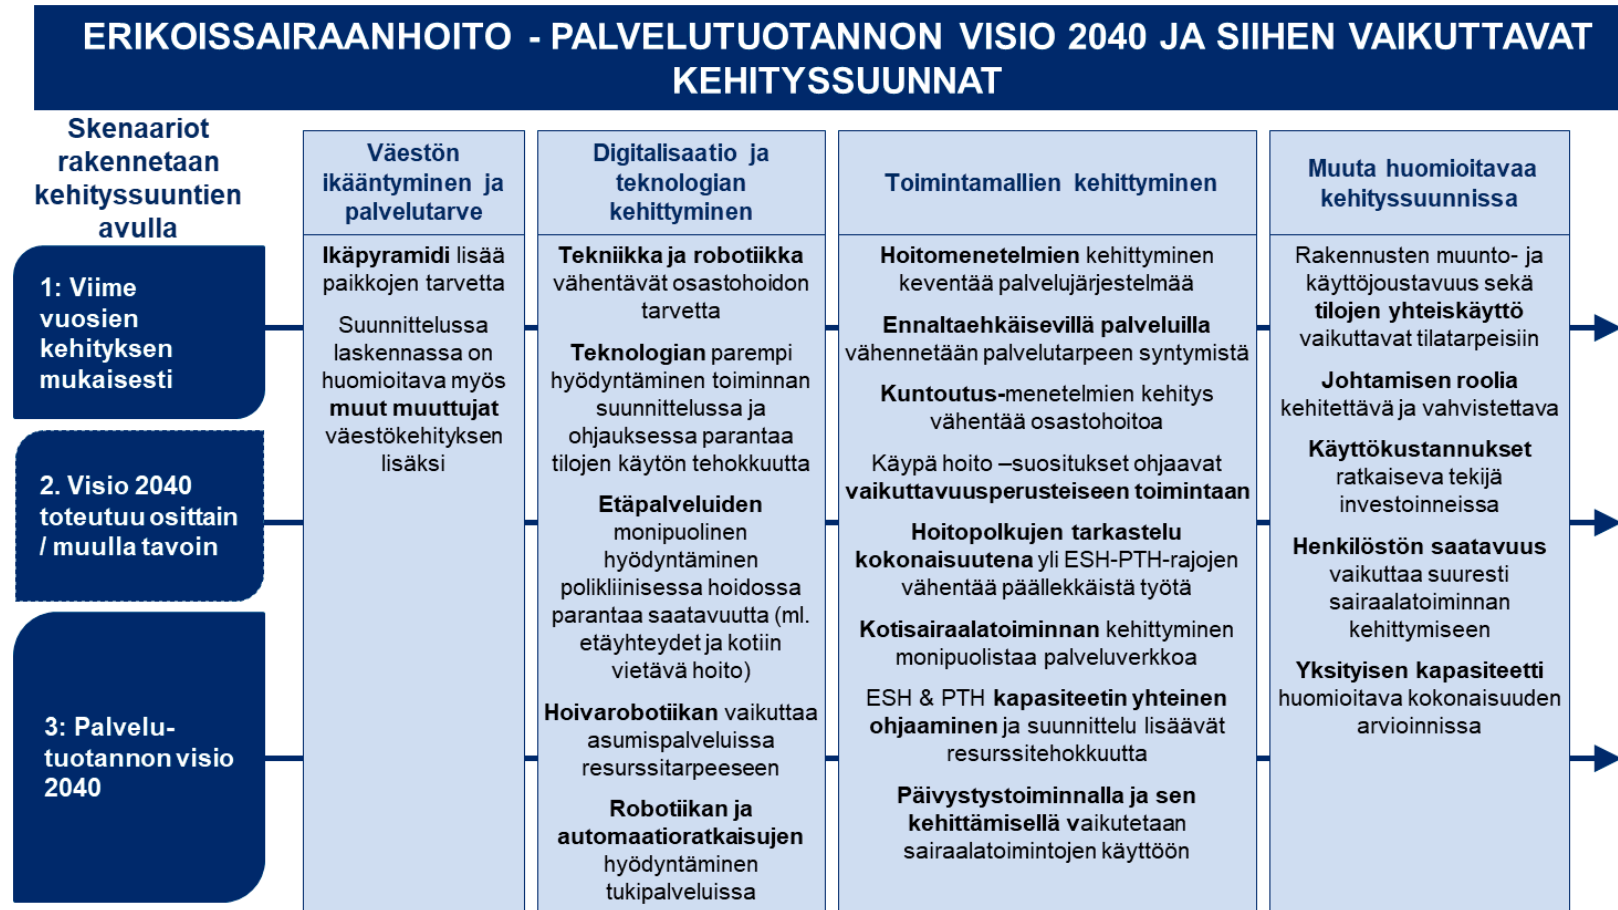 ERIKOISSAIRAANHOITO - PALVELUTUOTANNON VISIO 2040 JA SIIHEN VAIKUTTAVAT
KEHITYSSUUNNAT
Skenaariot
rakennetaan
kehityssuuntien
avulla
1: Viime
vuosien
kehityksen
mukaisesti
2. Visio 2040
toteutuu osittain
/ muulla tavoin
3: Palvelu-
tuotannon visio
2040
Väestön
ikääntyminen ja
palvelutarve
Ikäpyramidi lisää
paikkojen tarvetta
Suunnittelussa
laskennassa on
huomioitava myös
muut muuttujat
väestökehityksen
lisäksi
Digitalisaatio ja
teknologian
kehittyminen
Tekniikka ja robotiikka
vähentävät osastohoidon
tarvetta
Teknologian parempi
hyödyntäminen toiminnan
suunnittelussa ja
ohjauksessa parantaa
tilojen käytön tehokkuutta
Etäpalveluiden
monipuolinen
hyödyntäminen
polikliinisessa hoidossa
parantaa saatavuutta (ml.
etäyhteydet ja kotiin
vietävä hoito)
Hoivarobotiikan vaikuttaa
asumispalveluissa
resurssitarpeeseen
Robotiikan ja
automaatioratkaisujen
hyödyntäminen
tukipalveluissa
Toimintamallien kehittyminen
Hoitomenetelmien kehittyminen
keventää palvelujärjestelmää
Ennaltaehkäisevillä palveluilla
vähennetään palvelutarpeen syntymistä
Kuntoutus-menetelmien kehitys
vähentää osastohoitoa
Käypä hoito –suositukset ohjaavat
vaikuttavuusperusteiseen toimintaan
Hoitopolkujen tarkastelu
kokonaisuutena yli ESH-PTH-rajojen
vähentää päällekkäistä työtä
Kotisairaalatoiminnan kehittyminen
monipuolistaa palveluverkkoa
ESH & PTH kapasiteetin yhteinen
ohjaaminen ja suunnittelu lisäävät
resurssitehokkuutta
Päivystystoiminnalla ja sen
kehittämisellä vaikutetaan
sairaalatoimintojen käyttöön
Muuta huomioitavaa
kehityssuunnissa
Rakennusten muunto- ja
käyttöjoustavuus sekä
tilojen yhteiskäyttö
vaikuttavat tilatarpeisiin
Johtamisen roolia
kehitettävä ja vahvistettava
Käyttökustannukset
ratkaiseva tekijä
investoinneissa
Henkilöstön saatavuus
vaikuttaa suuresti
sairaalatoiminnan
kehittymiseen
Yksityisen kapasiteetti
huomioitava kokonaisuuden
arvioinnissa